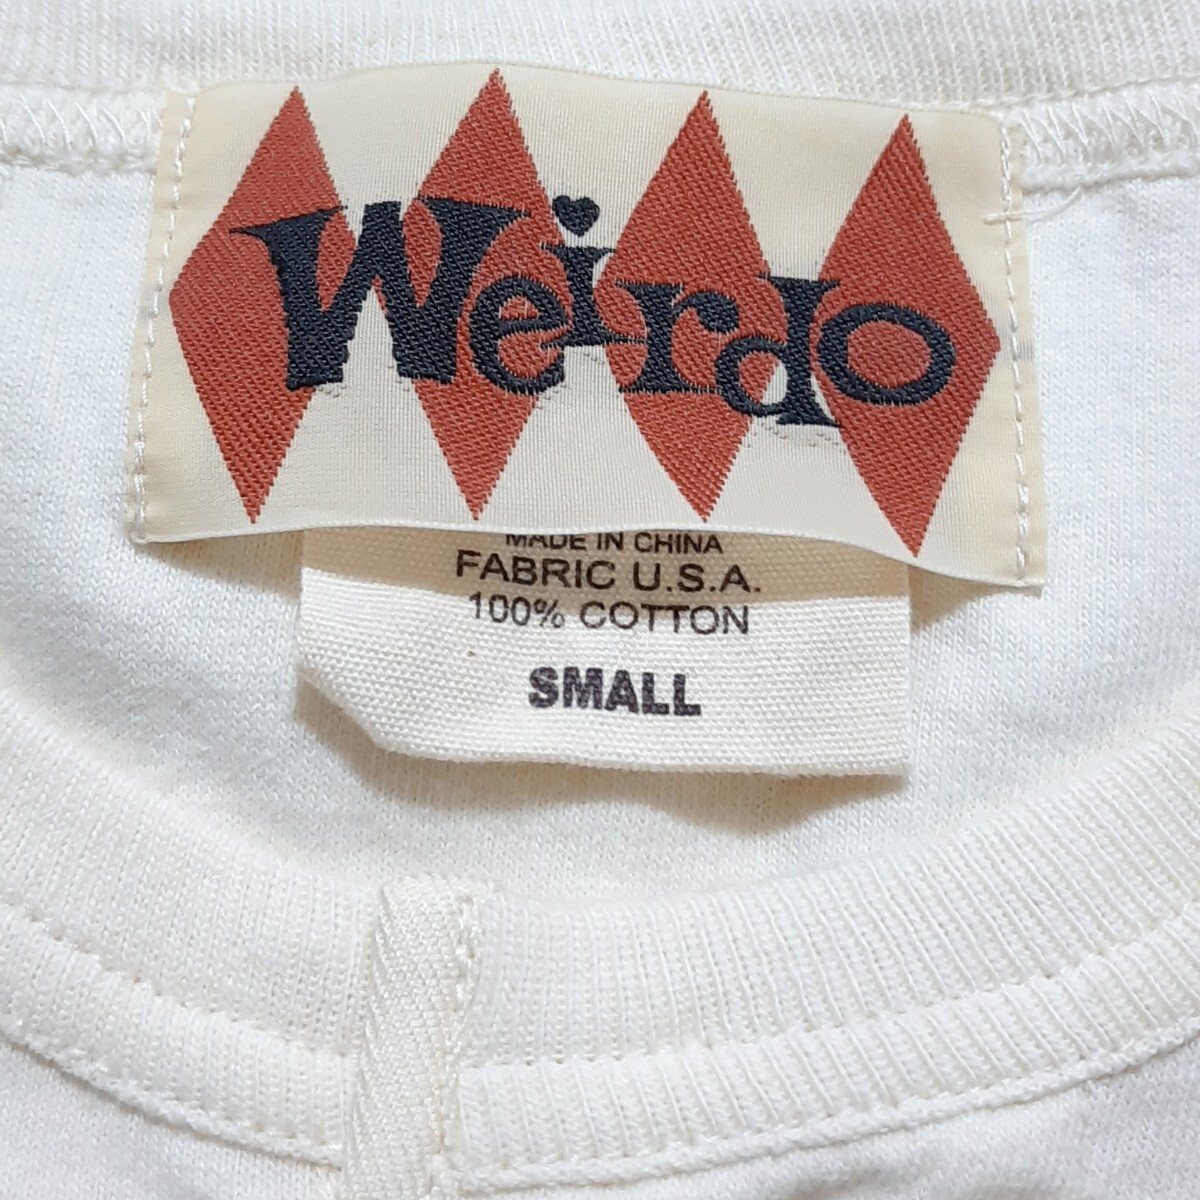 Weirdo
MADE IN CHINA
FABRIC U.S.A.
100% COTTON
SMALL